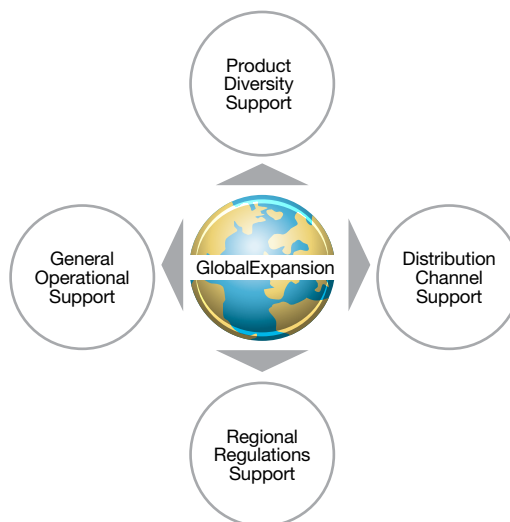 Product
Diversity
Support
General
Operational
Support
GlobalExpansion
Distribution
Channel
Support
Regional
Regulations
Support